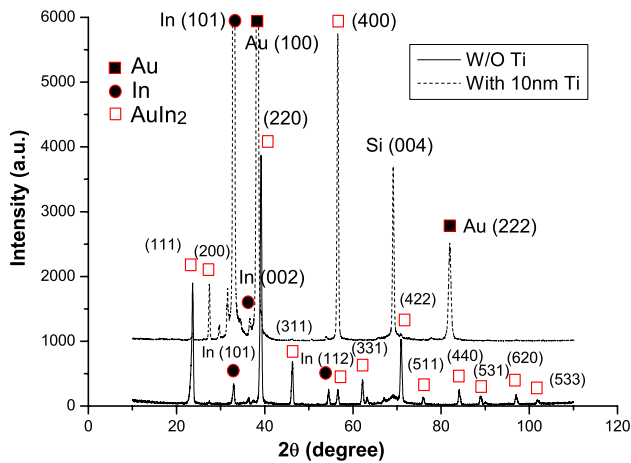 6000
5000
4000
3000
2000
1000
0
Intensity (a.u.)
In (101)
Au (100)
(400)
W/O Ti
With 10nm Ti
Au
In
AuIn2
(220)
Si (004)
Au (222)
(111)
(200)
In (002)
(311)
(422)
In (101)
In (112)
(331)
(511)
(440)
(531)
(620)
(533)
0
20
40
60
80
100
120
2θ (degree)